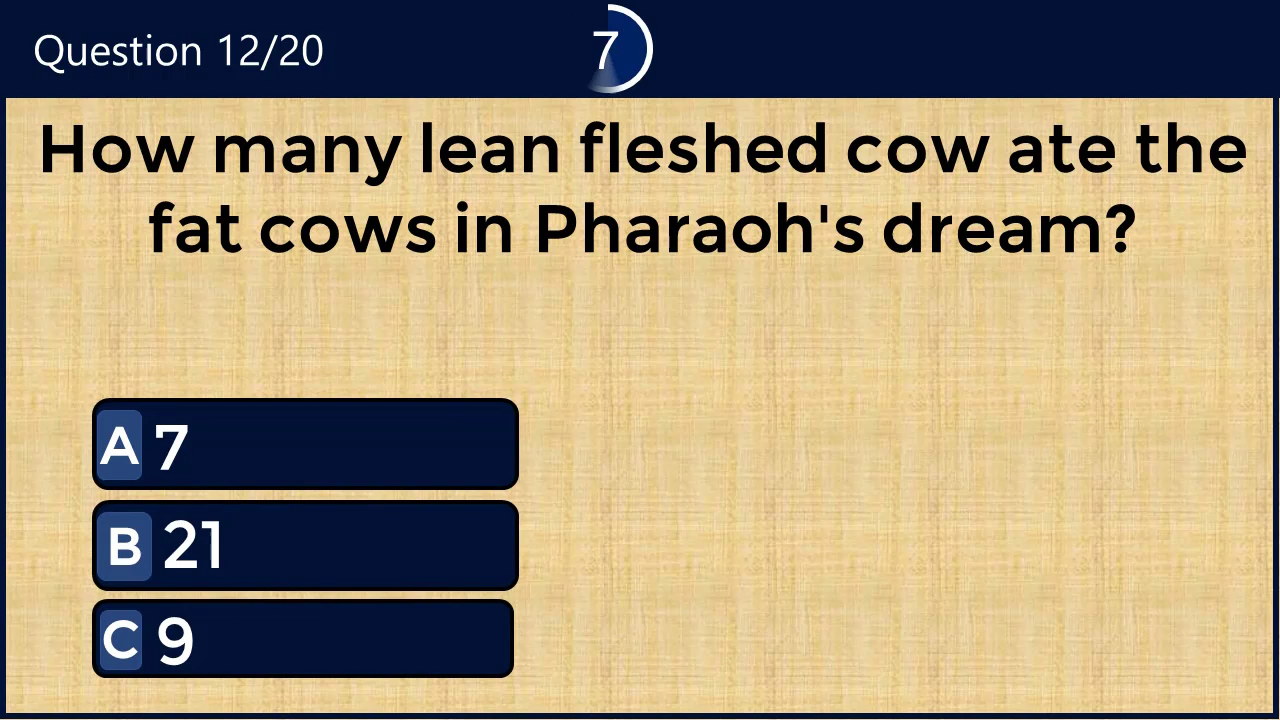 Question 12/20
7
How many lean fleshed cow ate the
fat cows in Pharaoh's dream?
A 7
B 21
C 9